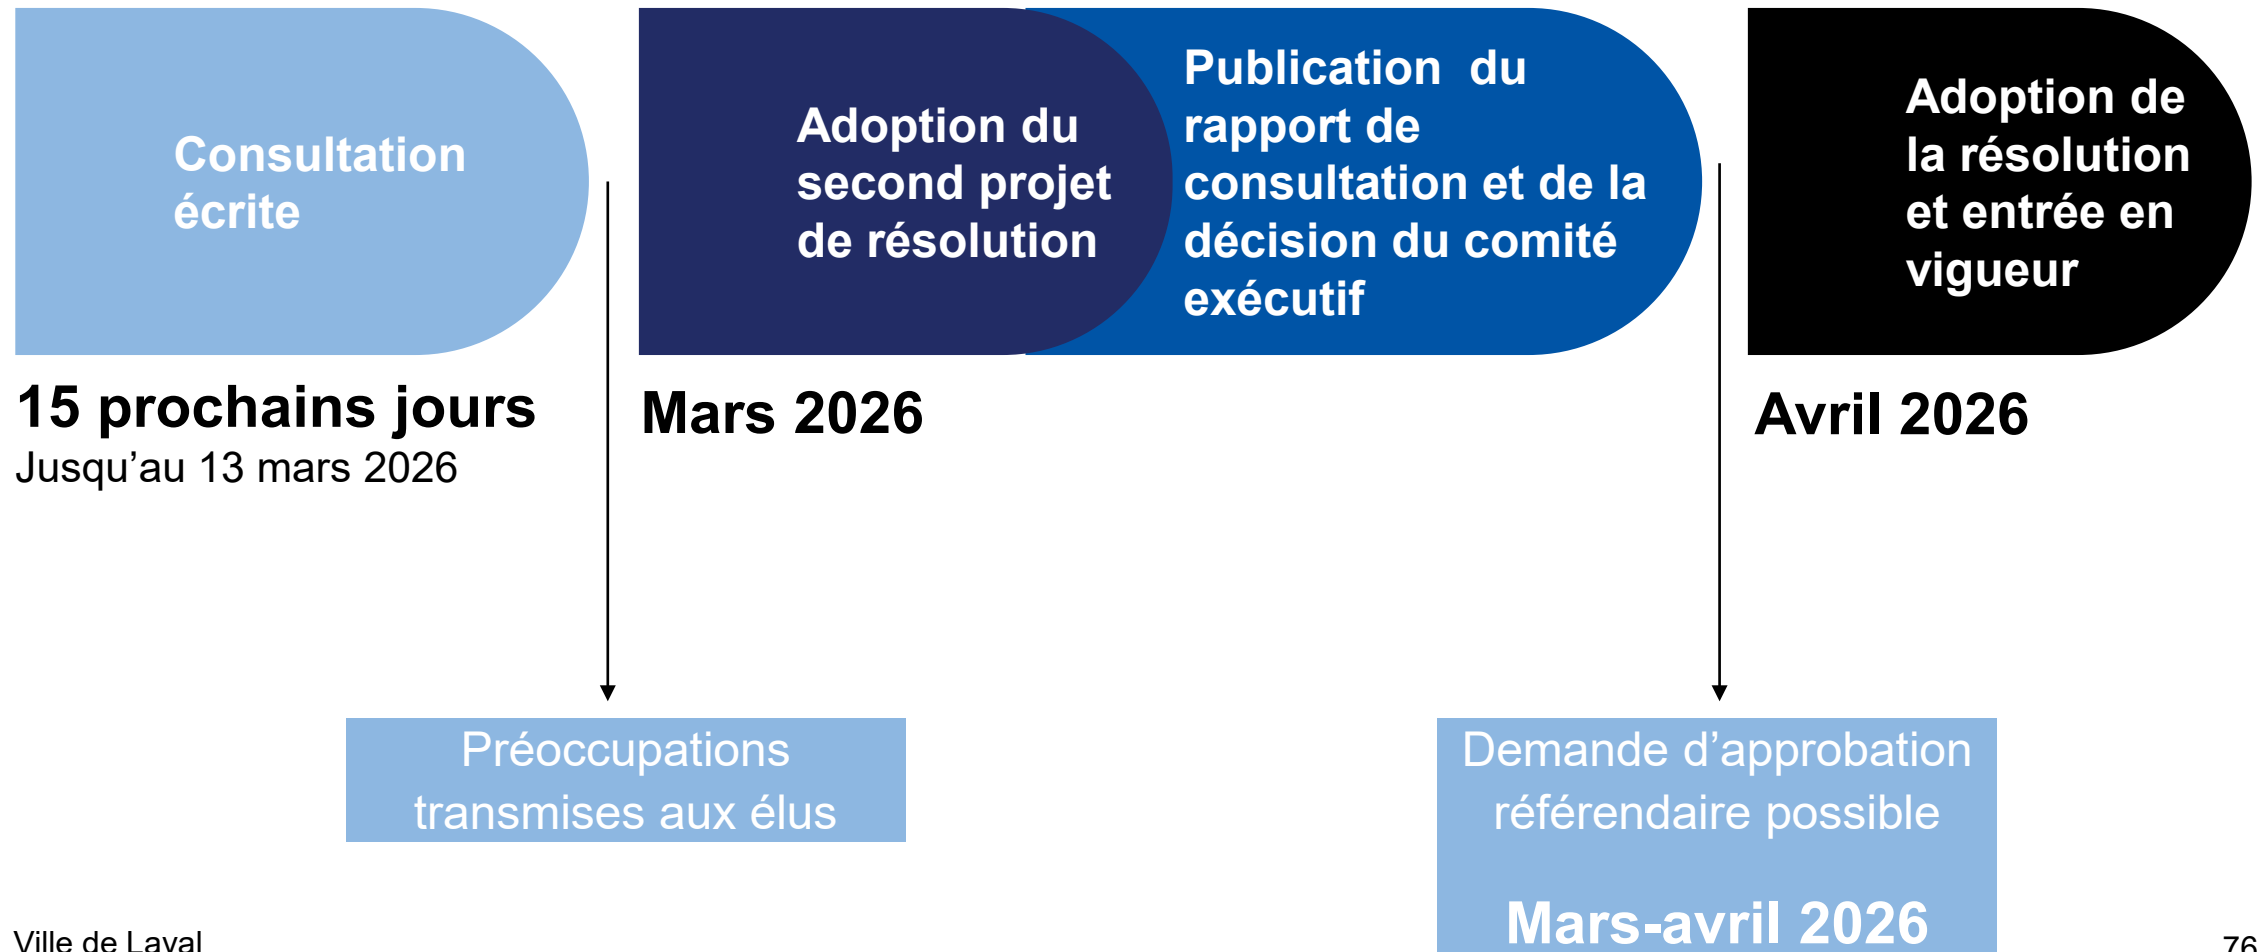 Consultation
écrite
Adoption du
second projet
de résolution
Publication  du
rapport de
consultation et de la
décision du comité
exécutif
Adoption de
la résolution
et entrée en
vigueur
15 prochains jours
Jusqu’au 13 mars 2026
Mars 2026
Avril 2026
Préoccupations
transmises aux élus
Demande d’approbation
référendaire possible
Mars-avril 2026
Ville de Laval
76